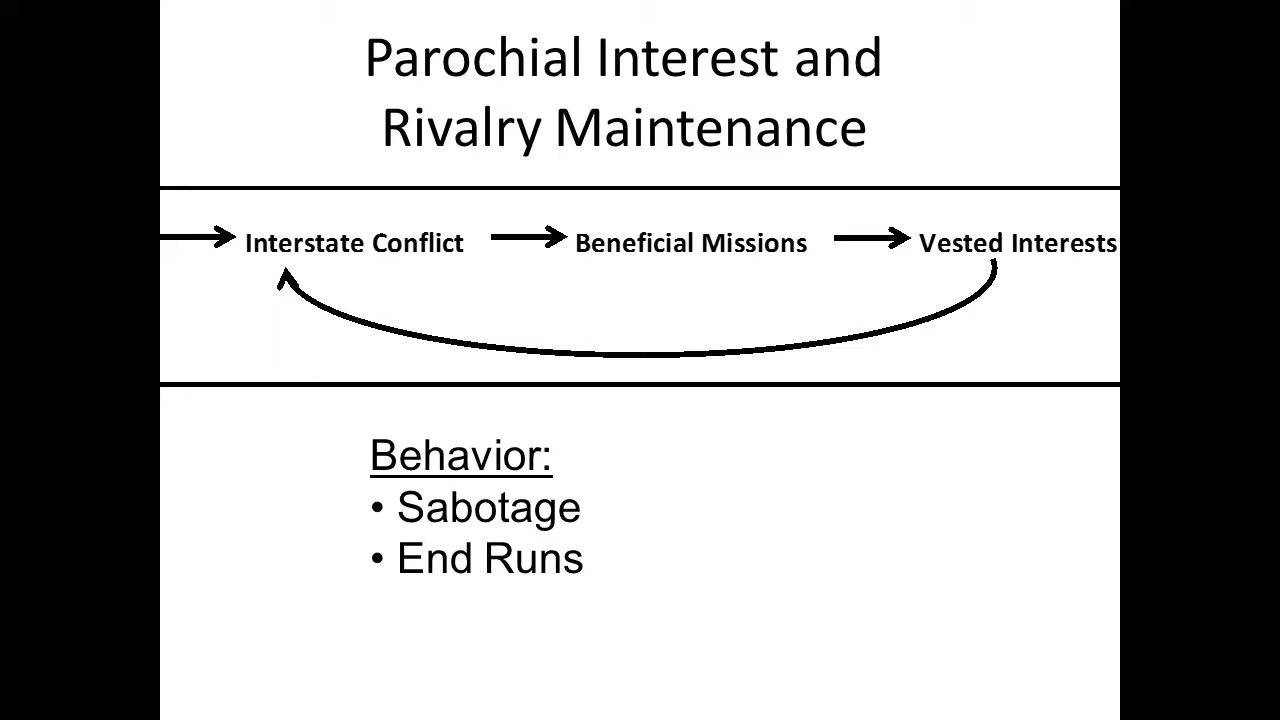 Parochial Interest and
Rivalry Maintenance
Interstate Conflict Beneficial Missions Vested Interests
Behavior:
• Sabotage
• End Runs